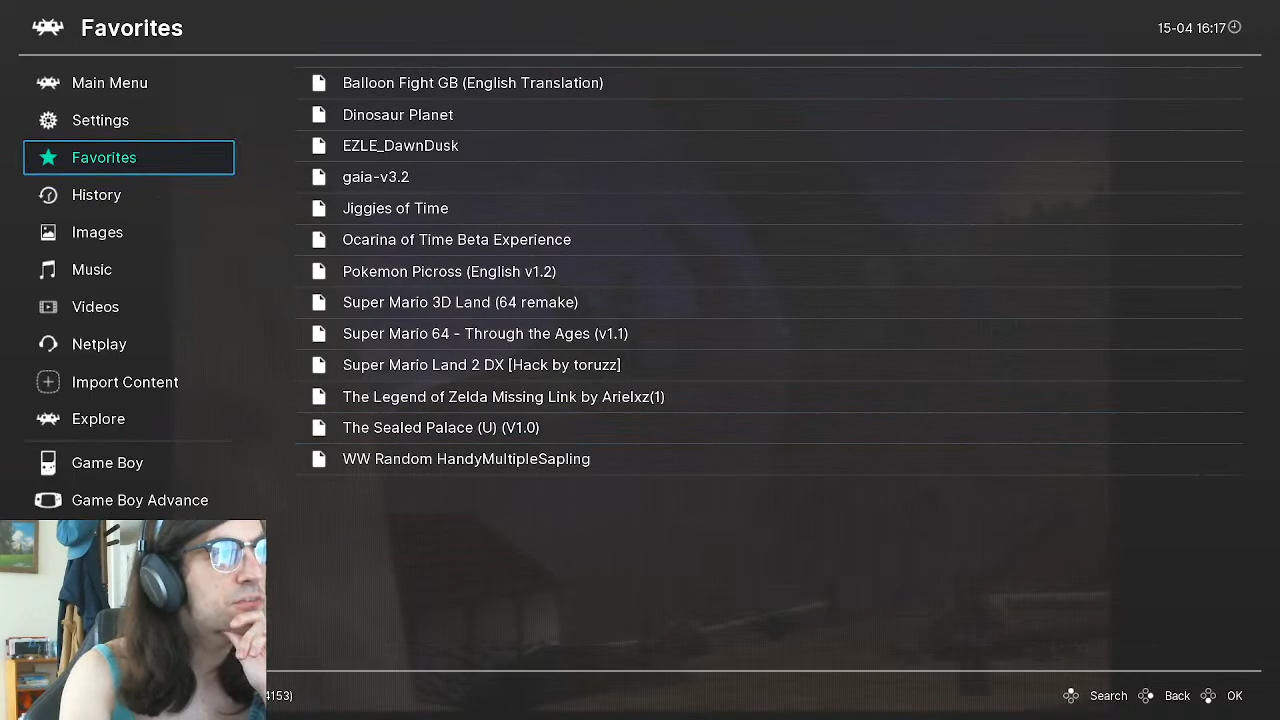 Favorites
15-04 16:17
Main Menu
Settings
Favorites
History
Images
Music
Videos
Netplay
Import Content
Explore
Game Boy
Game Boy Advance
Balloon Fight GB (English Translation)
Dinosaur Planet
EZLE_DawnDusk
gaia-v3.2
Jiggies of Time
Ocarina of Time Beta Experience
Pokemon Picross (English v1.2)
Super Mario 3D Land (64 remake)
Super Mario 64 - Through the Ages (v1.1)
Super Mario Land 2 DX [Hack by toruzz]
The Legend of Zelda Missing Link by Arielxz(1)
The Sealed Palace (U) (V1.0)
WW Random HandyMultipleSapling
4153)
Search Back OK